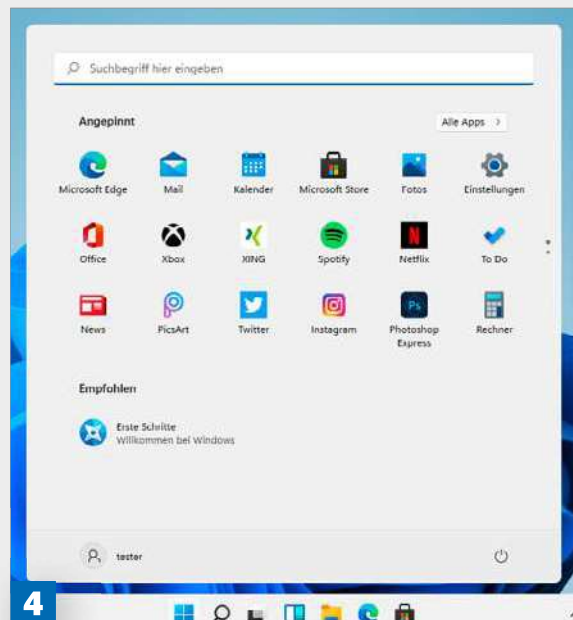 Suchbegriff hier eingeben
Angepinnt
Alle Apps
Microsoft Edge
Mail
Kalender
Microsoft Store
Fotos
Einstellungen
Office
Xbox
XING
Spotify
Netflix
To Do
News
PicsArt
Twitter
Instagram
Photoshop
Express
Rechner
Ps
Empfohlen
Erste Schritte
Willkommen bei Windows
tester
4